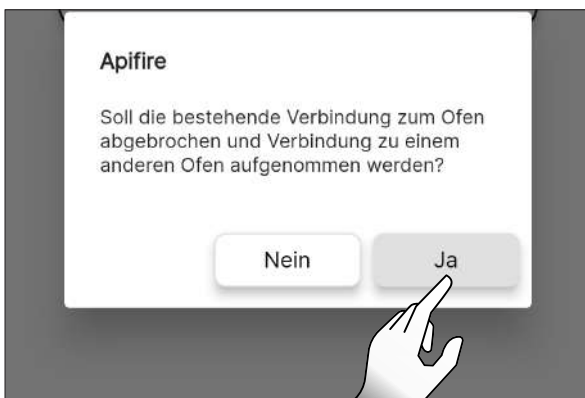 Apifire
Soll die bestehende Verbindung zum Ofen
abgebrochen und Verbindung zu einem
anderen Ofen aufgenommen werden?
Nein
Ja